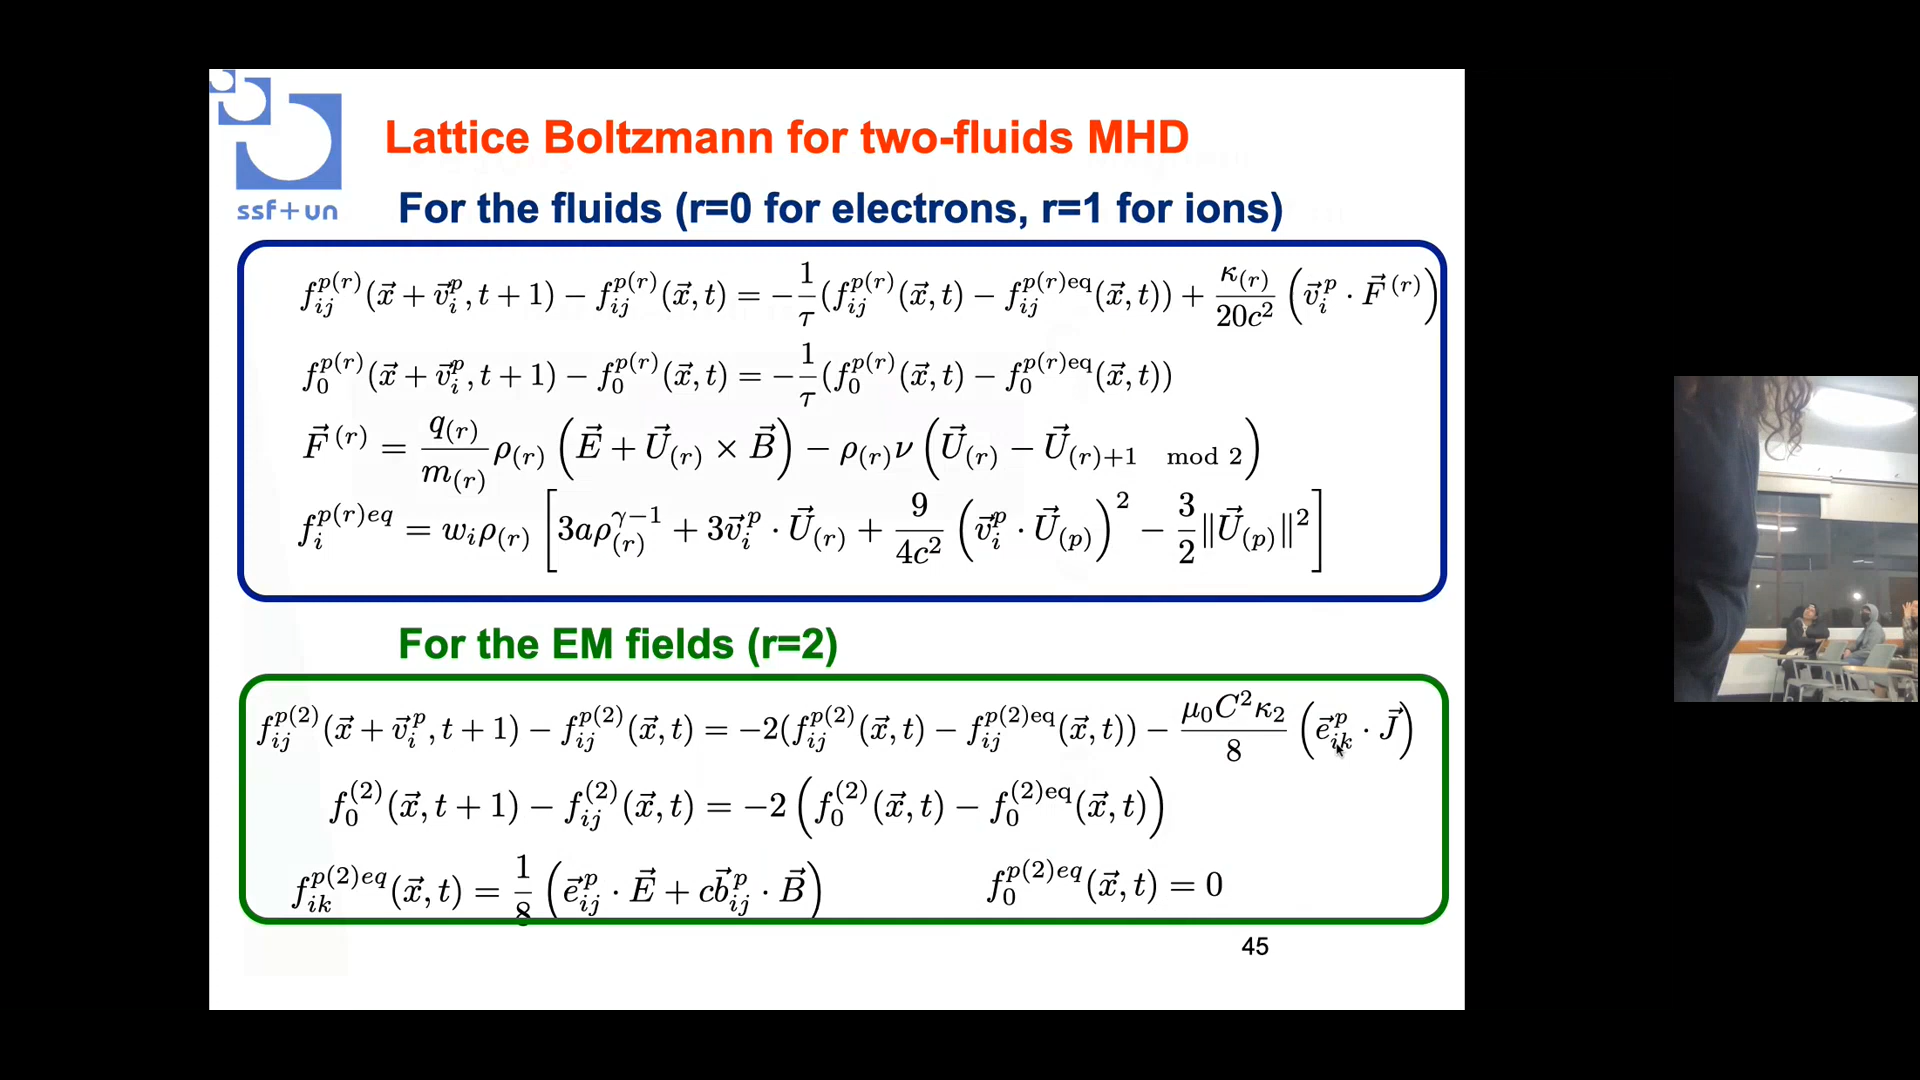 ssf+un
Lattice Boltzmann for two-fluids MHD
For the fluids (r=0 for electrons, r=1 for ions)
$f_{ij}^{p(r)}(\vec{x}+\vec{v}_i^p,t+1)-f_{ij}^{p(r)}(\vec{x},t)=-\frac{1}{\tau}(f_{ij}^{p(r)}(\vec{x},t)-f_{ij}^{p(r)\mathrm{eq}}(\vec{x},t))+\frac{\kappa_{(r)}}{20c^2}\left(\vec{v}_i^p\cdot\vec{F}^{(r)}\right)$
$f_0^{p(r)}(\vec{x}+\vec{v}_i^p,t+1)-f_0^{p(r)}(\vec{x},t)=-\frac{1}{\tau}(f_0^{p(r)}(\vec{x},t)-f_0^{p(r)\mathrm{eq}}(\vec{x},t))$
$\vec{F}^{(r)}=\frac{q_{(r)}}{m_{(r)}}\rho_{(r)}\left(\vec{E}+\vec{U}_{(r)}\times\vec{B}\right)-\rho_{(r)}\nu\left(\vec{U}_{(r)}-\vec{U}_{(r)+1\mod 2}\right)$
$f_i^{p(r)eq}=w_i\rho_{(r)}\left[3a\rho_{(r)}^{\gamma-1}+3\vec{v}_i^p\cdot\vec{U}_{(r)}+\frac{9}{4c^2}\left(\vec{v}_i^p\cdot\vec{U}_{(p)}\right)^2-\frac{3}{2}\|\vec{U}_{(p)}\|^2\right]$
For the EM fields (r=2)
$f_{ij}^{p(2)}(\vec{x}+\vec{v}_i^p,t+1)-f_{ij}^{p(2)}(\vec{x},t)=-2(f_{ij}^{p(2)}(\vec{x},t)-f_{ij}^{p(2)\mathrm{eq}}(\vec{x},t))-\frac{\mu_0C^2\kappa_2}{8}\left(\vec{e}_{ik}^p\cdot\vec{J}\right)$
$f_0^{(2)}(\vec{x},t+1)-f_{ij}^{(2)}(\vec{x},t)=-2\left(f_0^{(2)}(\vec{x},t)-f_0^{(2)\mathrm{eq}}(\vec{x},t)\right)$
$f_{ik}^{p(2)eq}(\vec{x},t)=\frac{1}{8}\left(\vec{e}_{ij}^p\cdot\vec{E}+c\vec{b}_{ij}^p\cdot\vec{B}\right)$ $f_0^{p(2)eq}(\vec{x},t)=0$
45